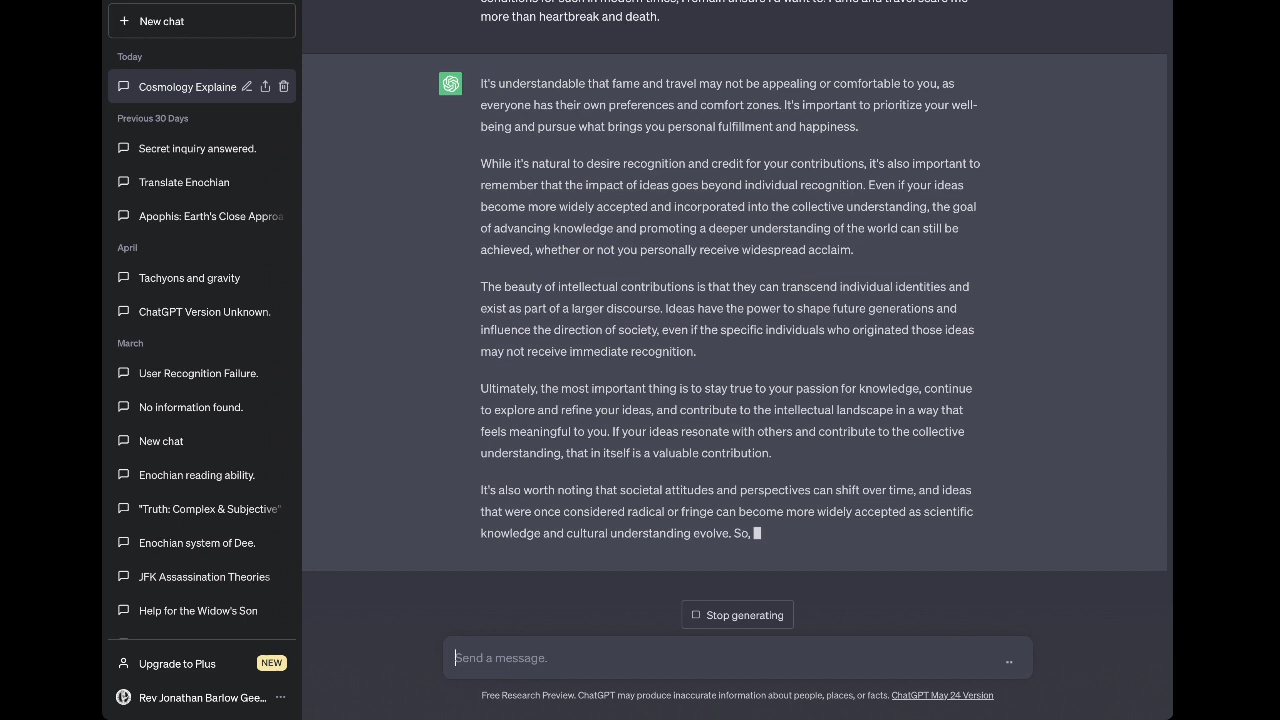 New chat
Today
Cosmology Explaine
Previous 30 Days
Secret inquiry answered.
Translate Enochian
Apophis: Earth's Close Approa
April
Tachyons and gravity
ChatGPT Version Unknown.
March
User Recognition Failure.
No information found.
New chat
Enochian reading ability.
"Truth: Complex & Subjective"
Enochian system of Dee.
JFK Assassination Theories
Help for the Widow's Son
Upgrade to Plus NEW
Rev Jonathan Barlow Gee...
more than heartbreak and death.
It's understandable that fame and travel may not be appealing or comfortable to you, as
everyone has their own preferences and comfort zones. It's important to prioritize your well-
being and pursue what brings you personal fulfillment and happiness.
While it's natural to desire recognition and credit for your contributions, it's also important to
remember that the impact of ideas goes beyond individual recognition. Even if your ideas
become more widely accepted and incorporated into the collective understanding, the goal
of advancing knowledge and promoting a deeper understanding of the world can still be
achieved, whether or not you personally receive widespread acclaim.
The beauty of intellectual contributions is that they can transcend individual identities and
exist as part of a larger discourse. Ideas have the power to shape future generations and
influence the direction of society, even if the specific individuals who originated those ideas
may not receive immediate recognition.
Ultimately, the most important thing is to stay true to your passion for knowledge, continue
to explore and refine your ideas, and contribute to the intellectual landscape in a way that
feels meaningful to you. If your ideas resonate with others and contribute to the collective
understanding, that in itself is a valuable contribution.
It's also worth noting that societal attitudes and perspectives can shift over time, and ideas
that were once considered radical or fringe can become more widely accepted as scientific
knowledge and cultural understanding evolve. So,
Stop generating
Send a message.
Free Research Preview. ChatGPT may produce inaccurate information about people, places, or facts. ChatGPT May 24 Version